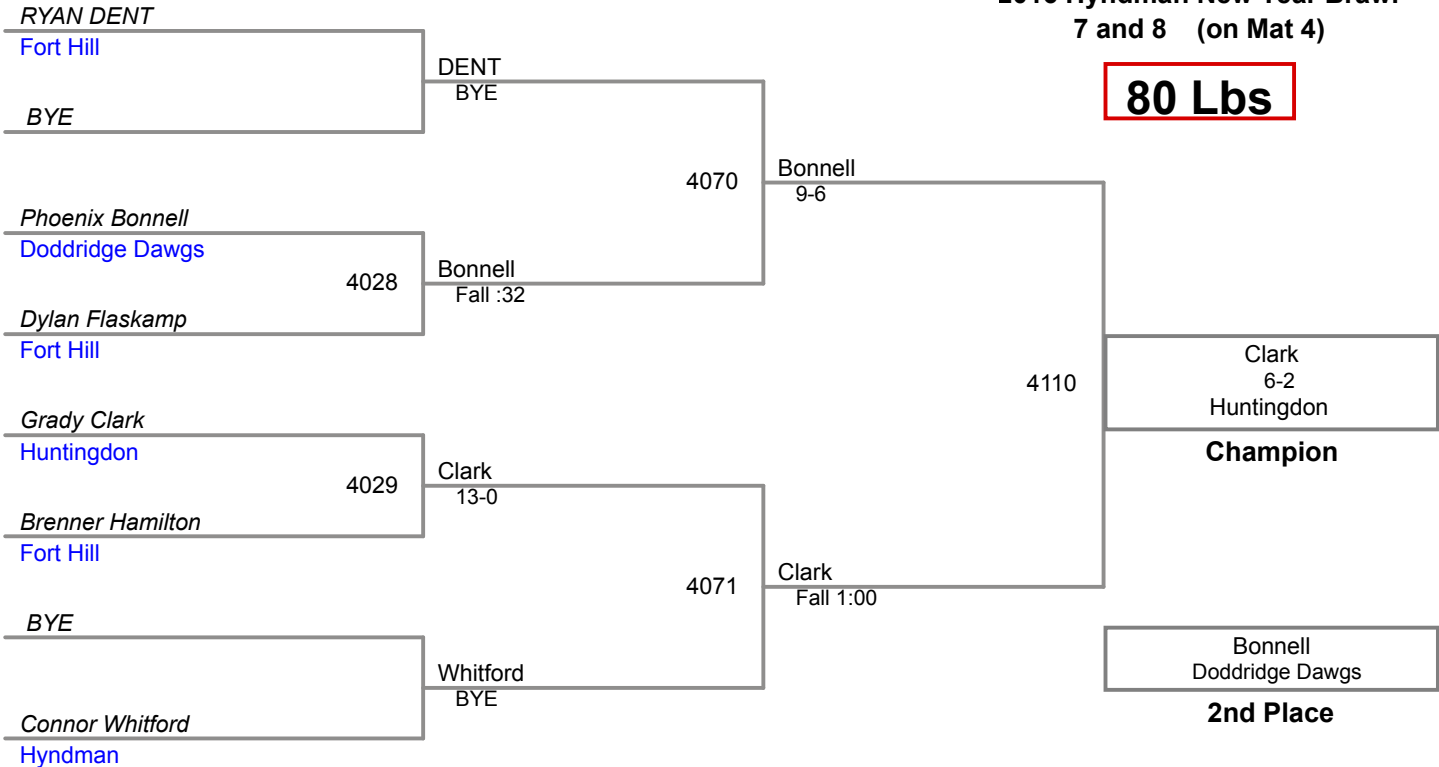 7 and 8 (on Mat 4)
80 Lbs
RYAN DENT
Fort Hill
BYE
DENT
BYE
Phoenix Bonnell
Doddridge Dawgs
4028
Dylan Flaskamp
Fort Hill
Bonnell
Fall :32
4070
Bonnell
9-6
Grady Clark
Huntingdon
4029
Brenner Hamilton
Fort Hill
Clark
13-0
BYE
Connor Whitford
Hyndman
Whitford
BYE
4071
Clark
Fall 1:00
4110
Clark
6-2
Huntingdon
Champion
Bonnell
Doddridge Dawgs
2nd Place